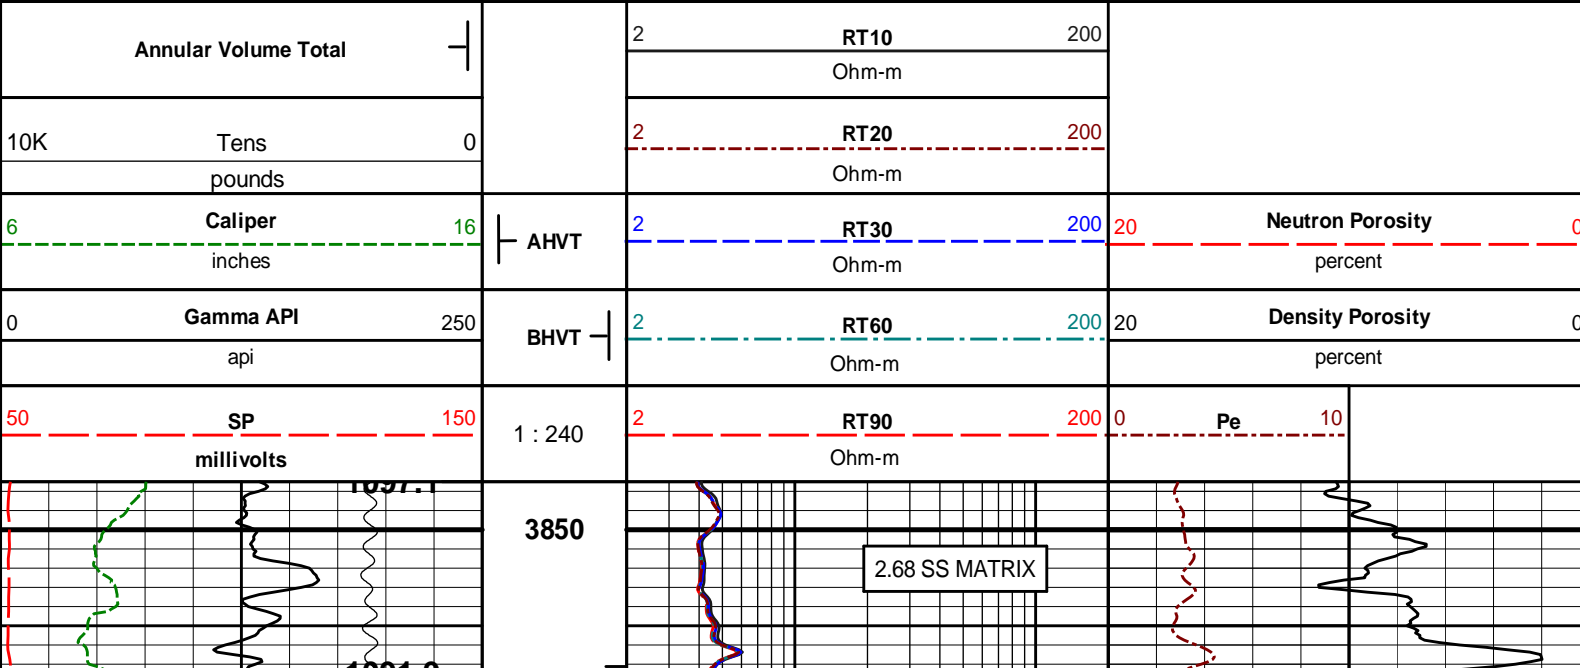 Annular Volume Total
10K Tens 0
pounds
6 Caliper 16
inches
0 Gamma API 250
api
50 SP 150
millivolts
AHVT
BHVT
1 : 240
2 RT10 200
Ohm-m
2 RT20 200
Ohm-m
2 RT30 200
Ohm-m
2 RT60 200
Ohm-m
2 RT90 200
Ohm-m
20 Neutron Porosity 0
percent
20 Density Porosity 0
percent
0 Pe 10
3850
2.68 SS MATRIX